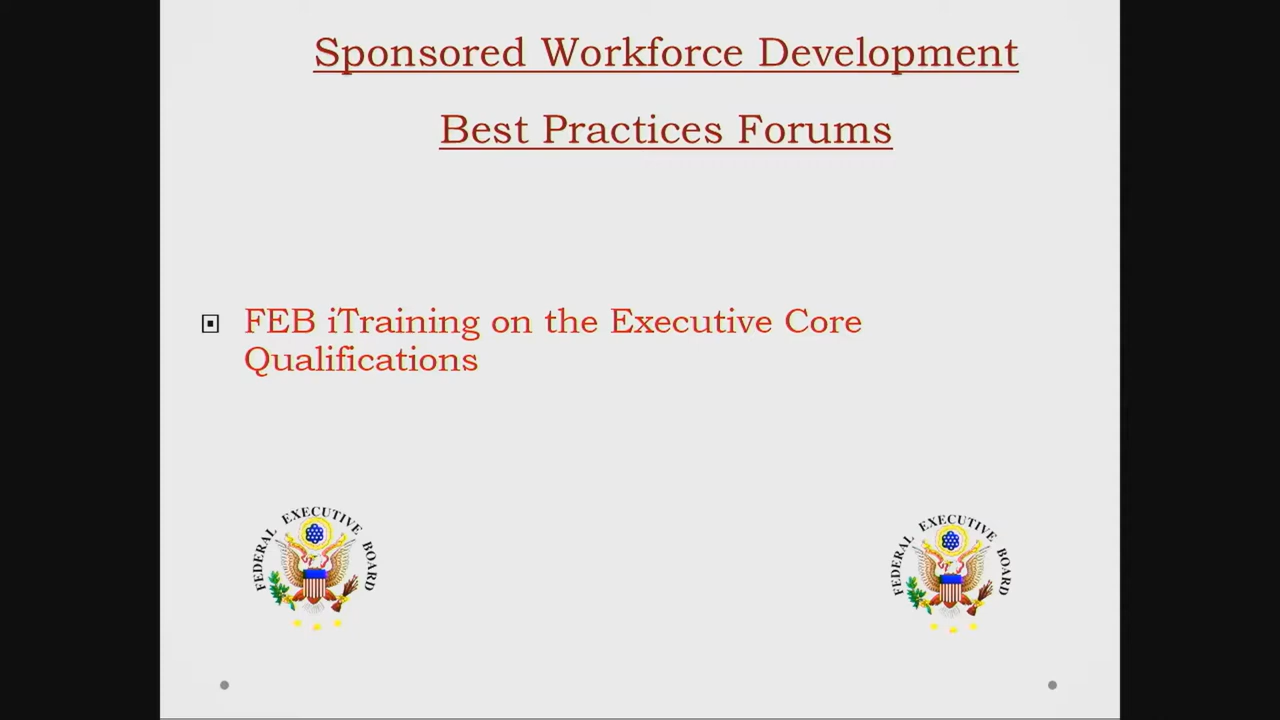 Sponsored Workforce Development
Best Practices Forums
FEB iTraining on the Executive Core
Qualifications
FEDERAL EXECUTIVE BOARD
FEDERAL EXECUTIVE BOARD